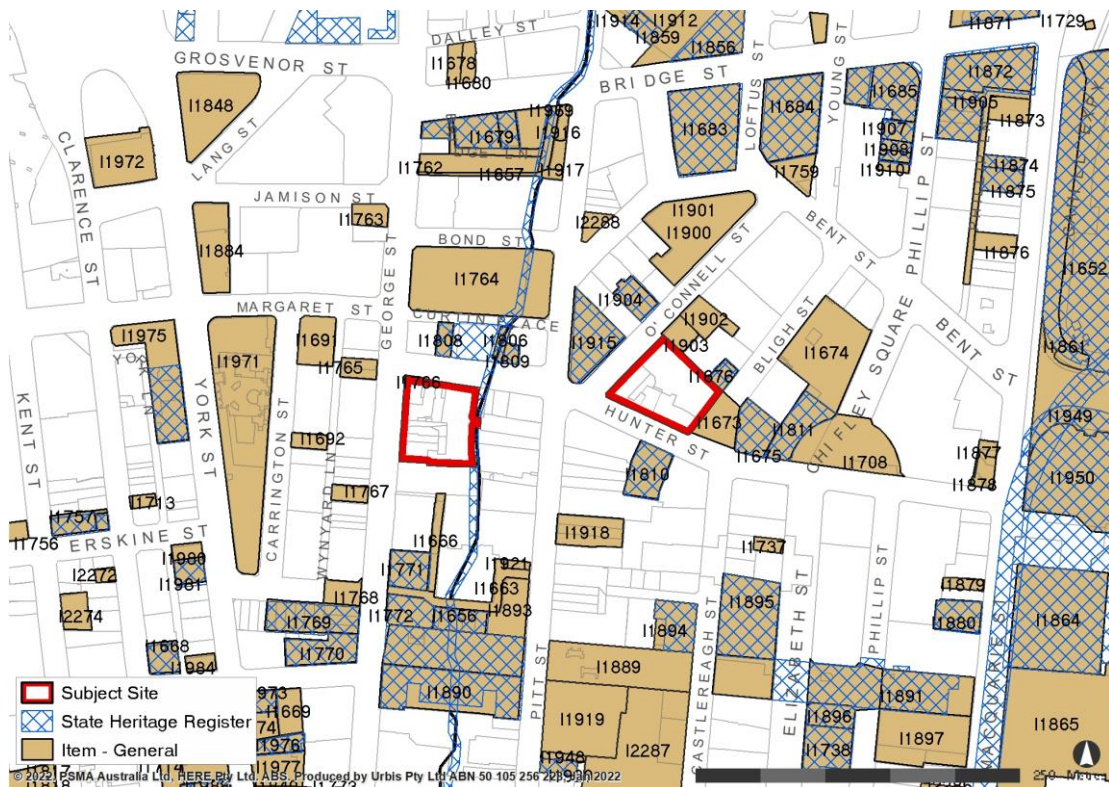 I1914
I1912
I1871
I1729
DALLEY ST
I1859
I1856
GROSVENOR ST
I1678
I1680
BRIDGE ST
LOFTUS ST
YOUNG ST
I1872
I1848
I1684
I1685
I1905
I1873
CLARENCE ST
I1972
LANG ST
I1679
I1916
I1683
I1907
I1908
I1910
I1874
I1875
I1762
I1657
I1917
I1759
PHILLIP ST
JAMISON ST
I1763
I2288
I1901
I1900
BENT ST
I1876
I1884
BOND ST
I1764
I1652
GEORGE ST
O'CONNELL ST
MARGARET ST
I1904
I1902
BLIGH ST
CHIFLEY SQUARE
BENT ST
CURTIN PLACE
I1975
I1971
I1691
I1808
I1806
I1809
I1915
I1903
I1674
I1861
I1765
I1766
I1876
KENT ST
YORK ST
CARRINGTON ST
I1692
HUNTER ST
I1673
I1675
I1811
I1708
I1949
I1950
I1877
I1878
WYNYARD LN
I1767
I1810
I1713
I1757
I1756
ERSKINE ST
I1666
I1918
I1737
PHILLIP ST
I1980
I1981
I2272
I1771
I1921
I1663
I1893
I1879
I2274
I1768
I1772
I1656
I1895
I1880
I1864
I1769
I1770
I1894
I1668
I1984
PITT ST
CASTLEREAGH ST
ELIZABETH ST
MACQUARIE S
I1889
I1890
I1891
I1919
I2287
I1896
I1897
I1865
I1738
I1669
I1976
I1977
I1948
Subject Site
State Heritage Register
Item - General
© 2022. PSMA Australia Ltd, HERE Pty Ltd. ABS. Produced by Urbis Pty Ltd ABN 50 105 256 228, Jan 2022